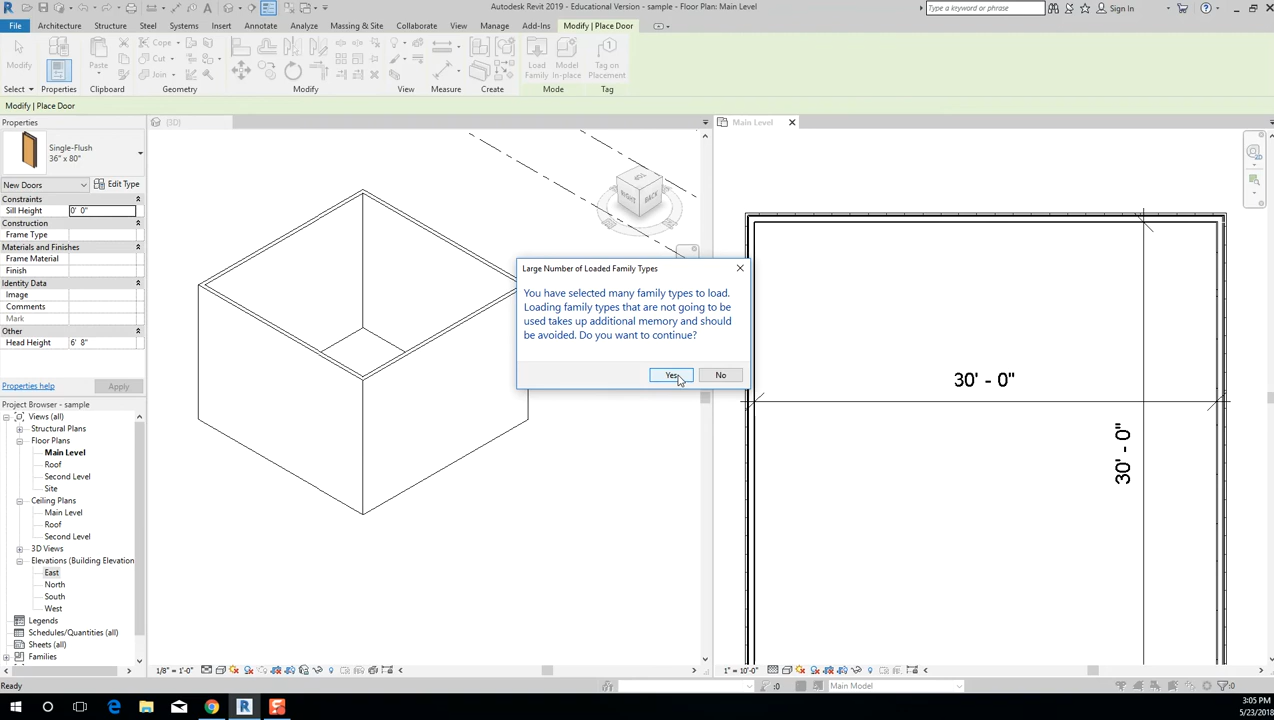 Autodesk Revit 2019 - Educational Version - sample - Floor Plan: Main Level
Type a keyword or phrase
Sign In
File Architecture Structure Steel Systems Insert Annotate Analyze Massing & Site Collaborate View Manage Add-Ins Modify | Place Door
Modify
Paste
Cope
Cut
Join
Load
Family
Model
In-place
Tag on
Placement
Select Properties Clipboard Geometry Modify View Measure Create Mode Tag
Modify | Place Door
Properties
Single-Flush
36" x 80"
New Doors Edit Type
Constraints
Sill Height 0' 0"
Construction
Frame Type
Materials and Finishes
Frame Material
Finish
Identity Data
Image
Comments
Mark
Other
Head Height 6' 8"
Properties help Apply
Project Browser - sample
Views (all)
Structural Plans
Floor Plans
Main Level
Roof
Second Level
Site
Ceiling Plans
Main Level
Roof
Second Level
3D Views
Elevations (Building Elevation
East
North
South
West
Legends
Schedules/Quantities (all)
Sheets (all)
Families
{3D}
TOP
RIGHT
BACK
Main Level
Large Number of Loaded Family Types
You have selected many family types to load.
Loading family types that are not going to be
used takes up additional memory and should
be avoided. Do you want to continue?
Yes No
30' - 0"
30' - 0"
1/8" = 1'-0"
1" = 10'-0"
Ready
:0
Main Model
:0
3:05 PM
5/23/2018